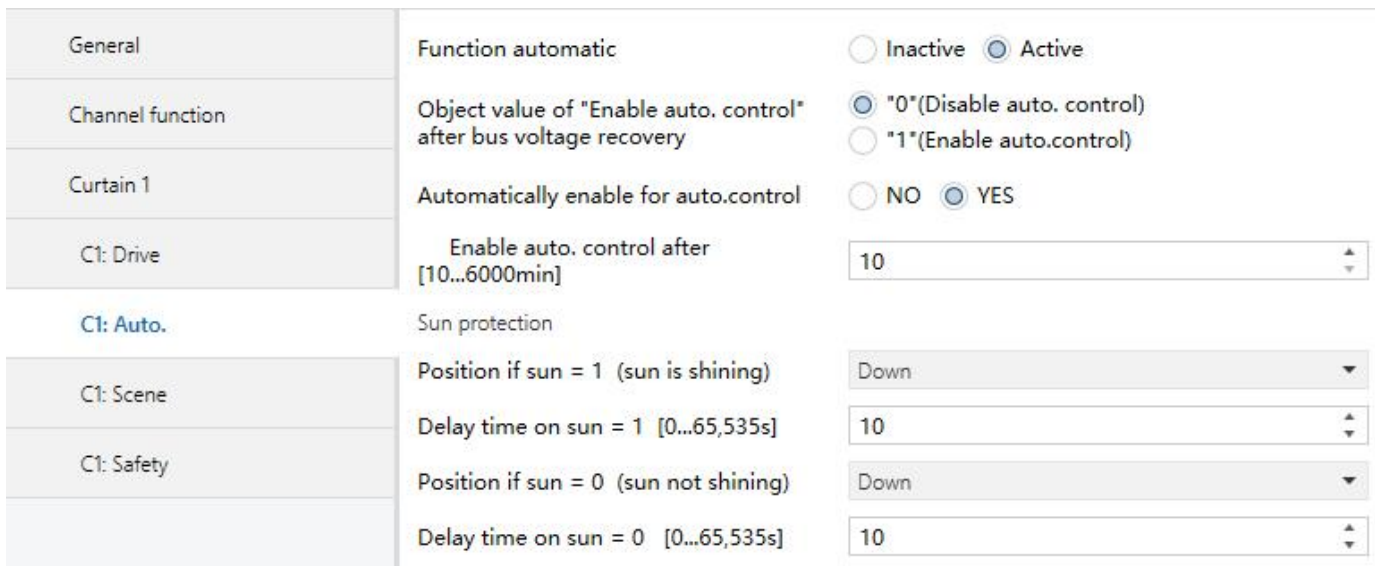 General
Channel function
Curtain 1
C1: Drive
C1: Auto.
C1: Scene
C1: Safety
Function automatic
Inactive Active
Object value of "Enable auto. control"
after bus voltage recovery
"0"(Disable auto. control)
"1"(Enable auto.control)
Automatically enable for auto.control
NO YES
Enable auto. control after
[10...6000min]
10
Sun protection
Position if sun = 1 (sun is shining)
Down
Delay time on sun = 1 [0...65,535s]
10
Position if sun = 0 (sun not shining)
Down
Delay time on sun = 0 [0...65,535s]
10